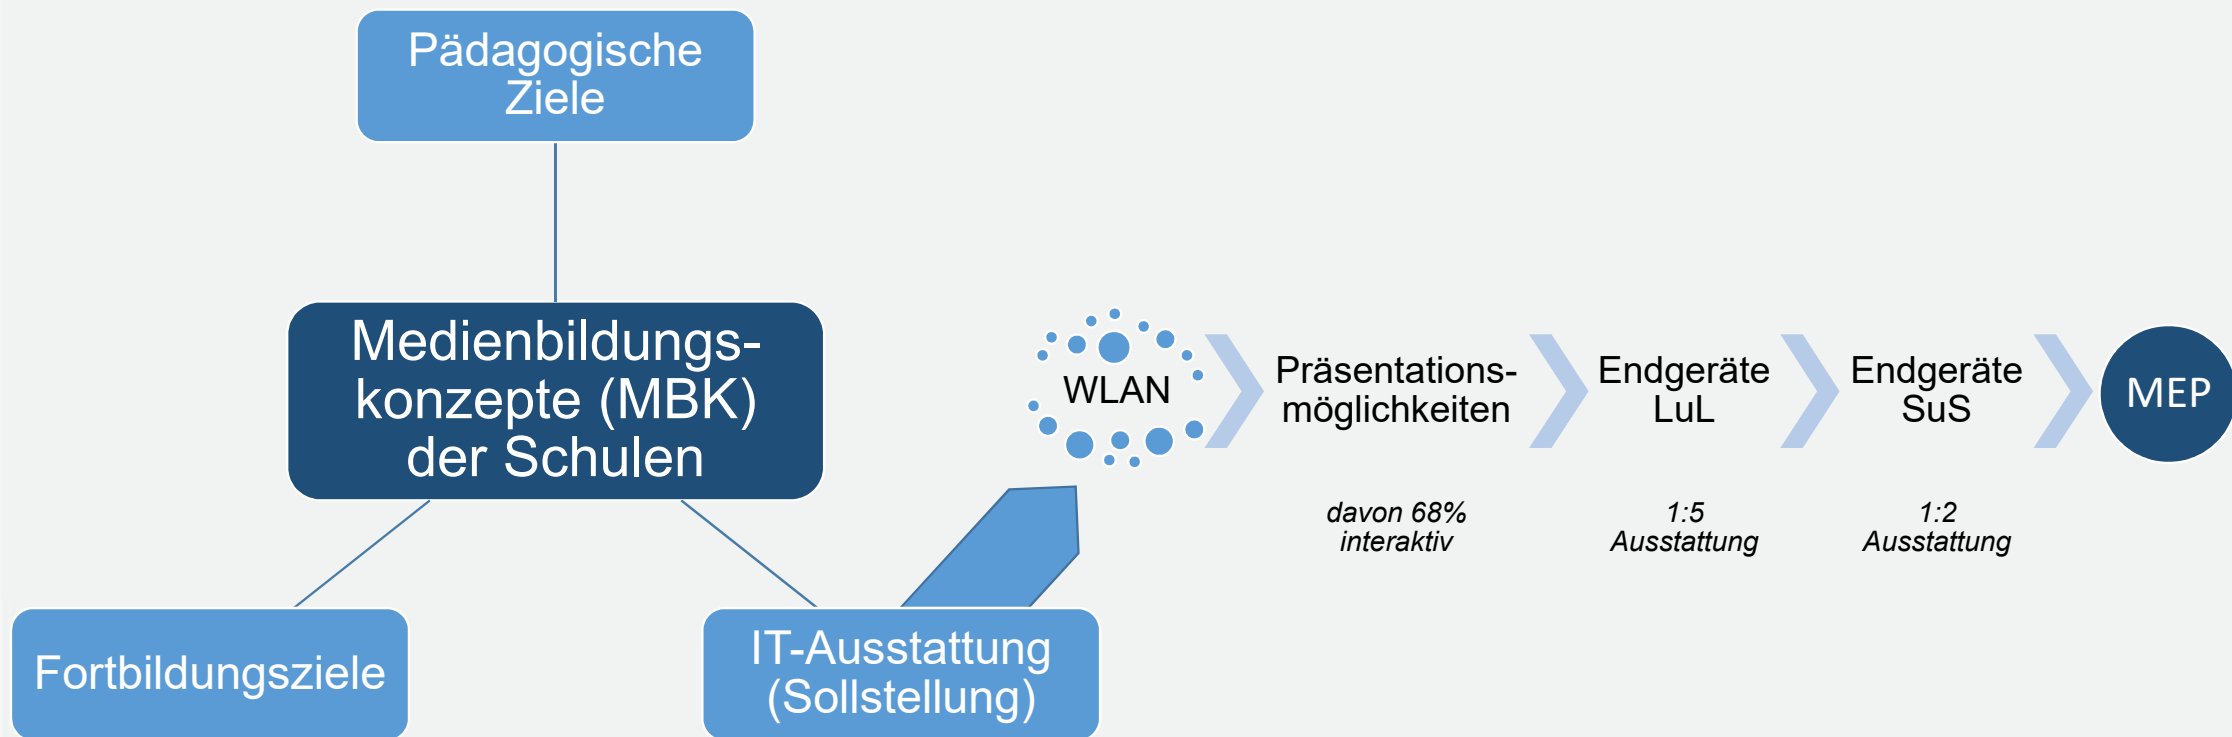 Pädagogische
Ziele
Medienbildungs-
konzepte (MBK)
der Schulen
Fortbildungsziele
IT-Ausstattung
(Sollstellung)
WLAN
Präsentations-
möglichkeiten
davon 68%
interaktiv
Endgeräte
LuL
1:5
Ausstattung
Endgeräte
SuS
1:2
Ausstattung
MEP